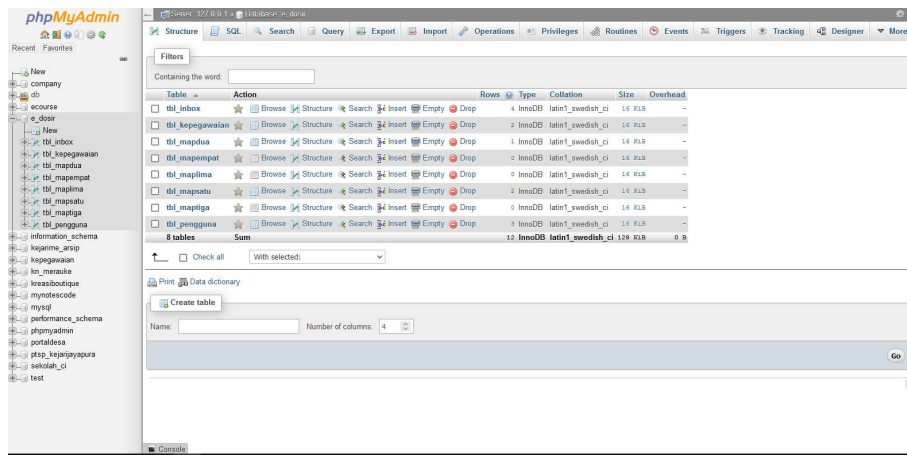 phpMyAdmin
Recent Favorites
New
company
db
ecourse
e_dosir
New
tbl_inbox
tbl_kepegawaian
tbl_mapdua
tbl_mapempat
tbl_maplima
tbl_mapsatu
tbl_maptiga
tbl_pengguna
information_schema
kejarime_arsip
kepegawaian
kn_merauke
kreasiboutique
mynotescode
mysql
performance_schema
phpmyadmin
portaldesa
ptsp_kejarijayapura
sekolah_ci
test
Server: 127.0.0.1 » Database: e_dosir
Structure SQL Search Query Export Import Operations Privileges Routines Events Triggers Tracking Designer More
Filters
Containing the word:
Table Action Rows Type Collation Size Overhead
tbl_inbox Browse Structure Search Insert Empty Drop 4 InnoDB latin1_swedish_ci 16 KiB -
tbl_kepegawaian Browse Structure Search Insert Empty Drop 2 InnoDB latin1_swedish_ci 16 KiB -
tbl_mapdua Browse Structure Search Insert Empty Drop 1 InnoDB latin1_swedish_ci 16 KiB -
tbl_mapempat Browse Structure Search Insert Empty Drop 0 InnoDB latin1_swedish_ci 16 KiB -
tbl_maplima Browse Structure Search Insert Empty Drop 0 InnoDB latin1_swedish_ci 16 KiB -
tbl_mapsatu Browse Structure Search Insert Empty Drop 2 InnoDB latin1_swedish_ci 16 KiB -
tbl_maptiga Browse Structure Search Insert Empty Drop 0 InnoDB latin1_swedish_ci 16 KiB -
tbl_pengguna Browse Structure Search Insert Empty Drop 3 InnoDB latin1_swedish_ci 16 KiB -
8 tables Sum 12 InnoDB latin1_swedish_ci 128 KiB 0 B
Check all With selected:
Print Data dictionary
Create table
Name: Number of columns: 4
Go
Console